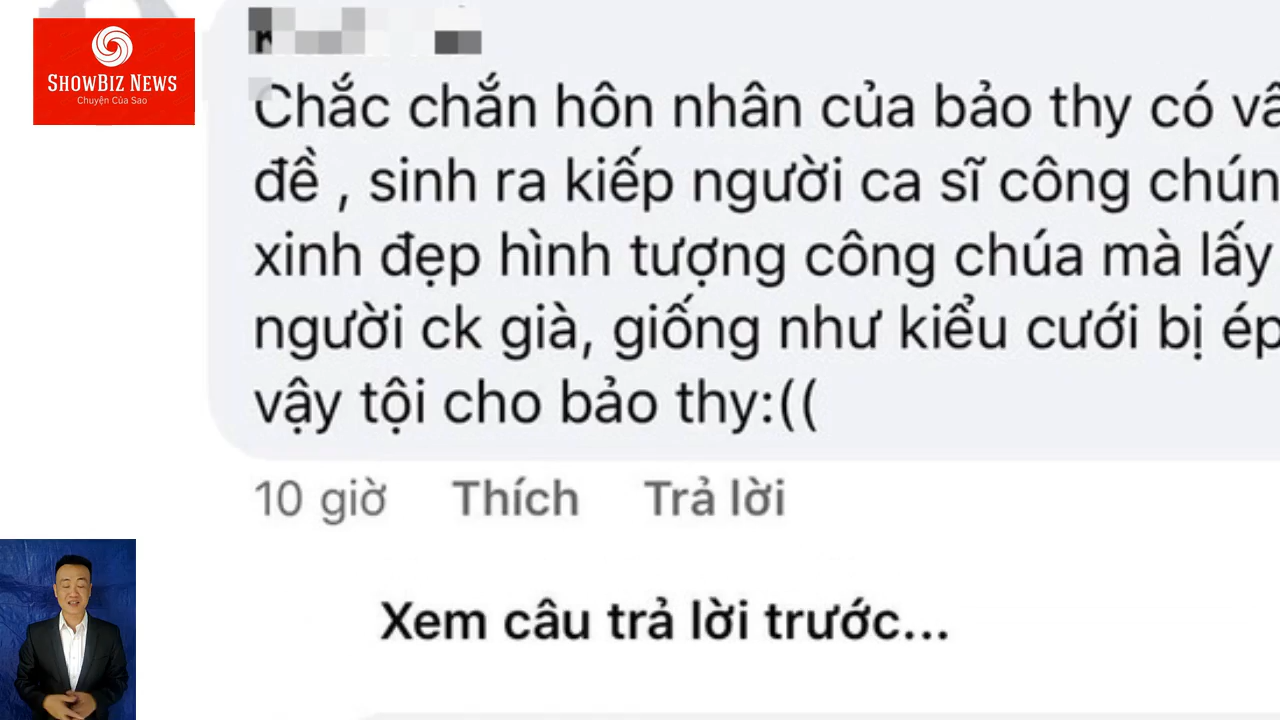 SHOWBIZ NEWS
Chuyện Của Sao
Chắc chắn hôn nhân của bảo thy có
đề , sinh ra kiếp người ca sĩ công
xinh đẹp hình tượng công chúa mà lấy
người ck già, giống như kiểu cưới bị ép
vậy tội cho bảo thy:((
10 giờ Thích Trả lời
Xem câu trả lời trước...